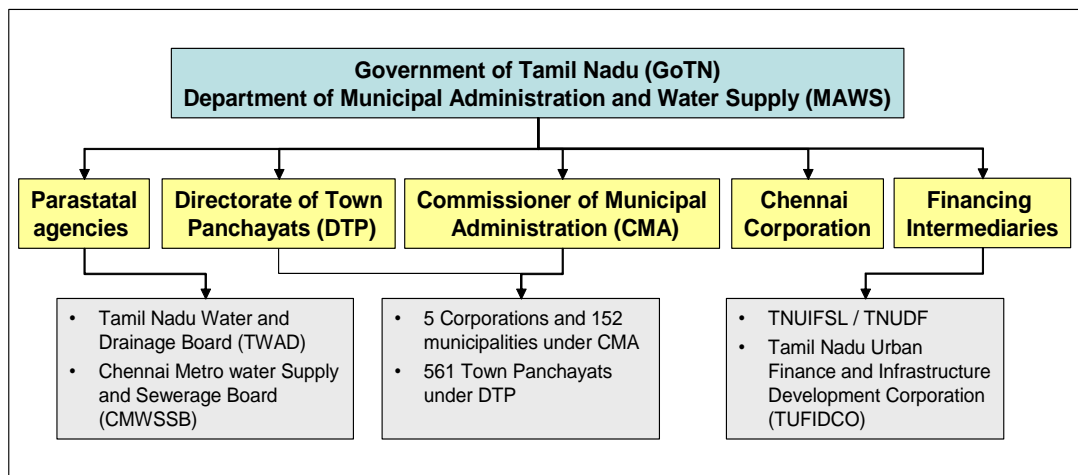 Government of Tamil Nadu (GoTN)
Department of Municipal Administration and Water Supply (MAWS)
Parastatal
agencies
Directorate of Town
Panchayats (DTP)
Commissioner of Municipal
Administration (CMA)
Chennai
Corporation
Financing
Intermediaries
• Tamil Nadu Water and
Drainage Board (TWAD)
• Chennai Metro water Supply
and Sewerage Board
(CMWSSB)
• 5 Corporations and 152
municipalities under CMA
• 561 Town Panchayats
under DTP
• TNUIFSL / TNUDF
• Tamil Nadu Urban
Finance and Infrastructure
Development Corporation
(TUFIDCO)